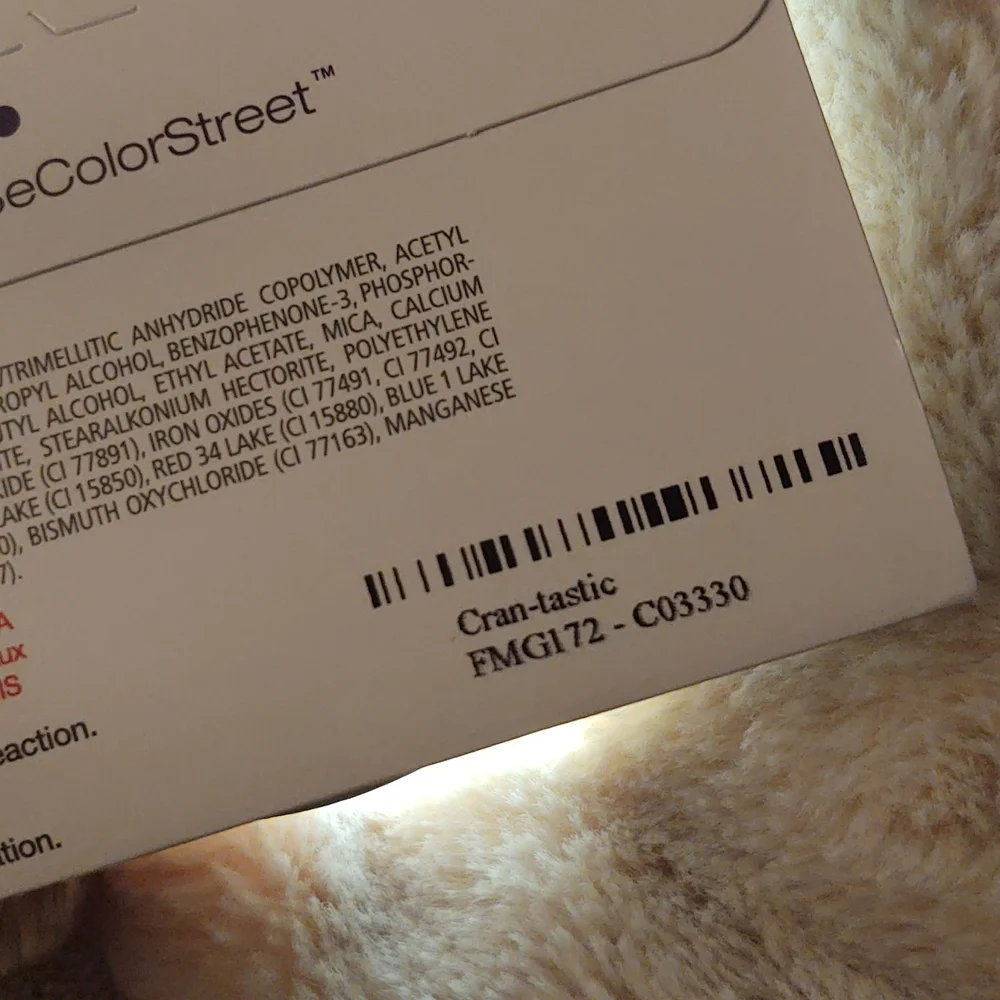 eColorStreet™
TRIMELLITIC ANHYDRIDE COPOLYMER, ACETYL
ROPYL ALCOHOL, BENZOPHENONE-3, PHOSPHOR-
TYL ALCOHOL, ETHYL ACETATE, MICA, CALCIUM
TE, STEARALKONIUM HECTORITE, POLYETHYLENE
IDE (CI 77891), IRON OXIDES (CI 77491, CI 77492, CI
AKE (CI 15850), RED 34 LAKE (CI 15880), BLUE 1 LAKE
0), BISMUTH OXYCHLORIDE (CI 77163), MANGANESE
7).
A
ux
IS
eaction.
tion.
Cran-tastic
FMG172 - C03330